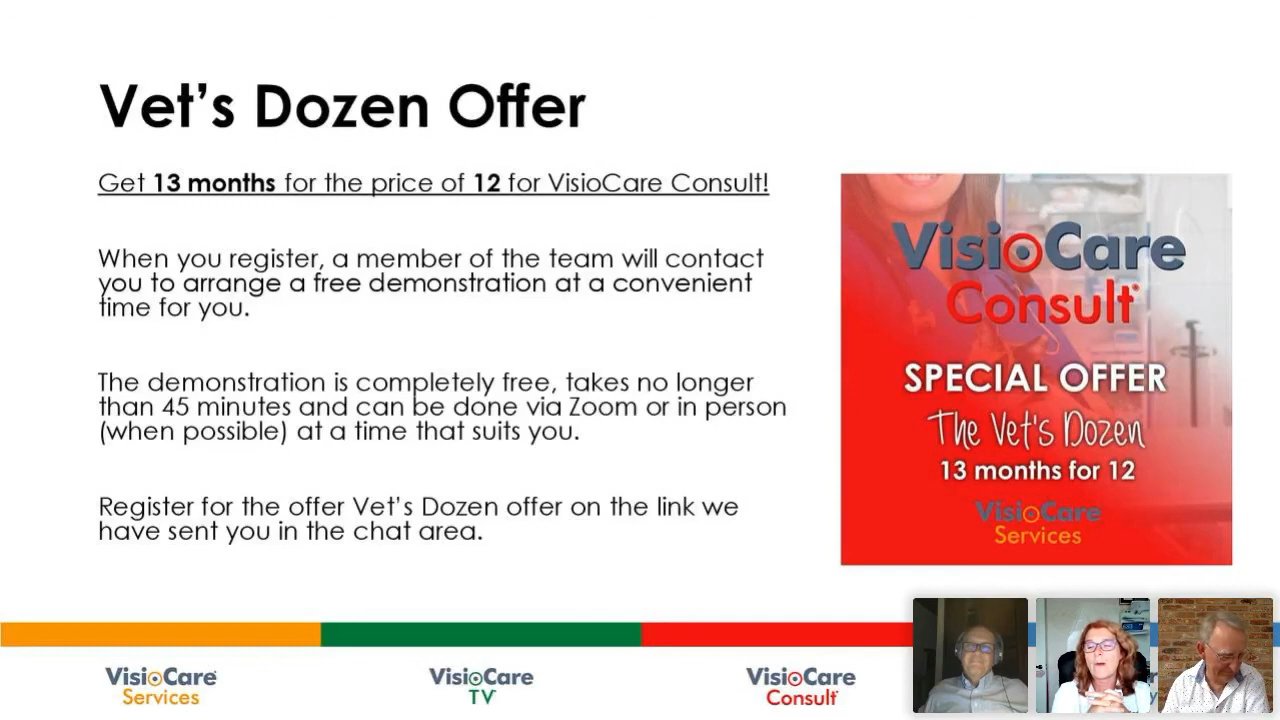 Vet's Dozen Offer
Get 13 months for the price of 12 for VisioCare Consult!
When you register, a member of the team will contact
you to arrange a free demonstration at a convenient
time for you.
The demonstration is completely free, takes no longer
than 45 minutes and can be done via Zoom or in person
(when possible) at a time that suits you.
Register for the offer Vet's Dozen offer on the link we
have sent you in the chat area.
VisioCare
Consult
SPECIAL OFFER
The Vet's Dozen
13 months for 12
VisioCare
Services
VisioCare
Services
VisioCare
TV
VisioCare
Consult